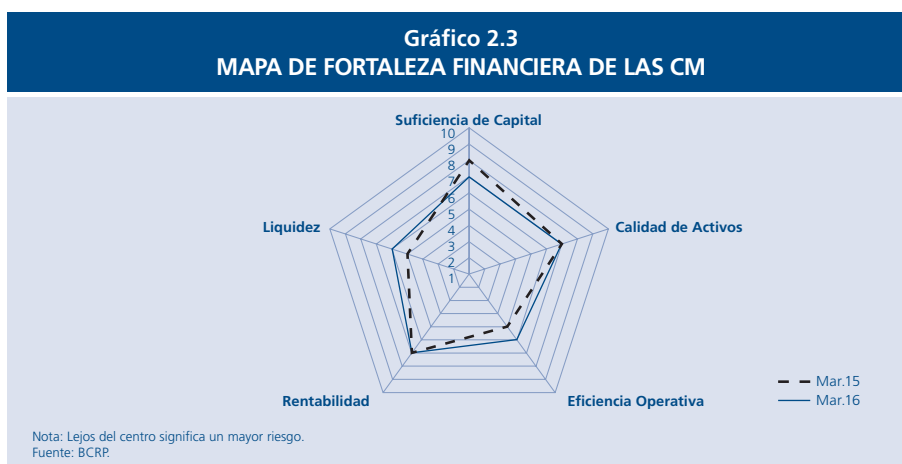 Gráfico 2.3
MAPA DE FORTALEZA FINANCIERA DE LAS CM
Suficiencia de Capital
10
9
8
7
6
5
4
3
2
1
Liquidez
Calidad de Activos
Rentabilidad
Eficiencia Operativa
Mar.15
Mar.16
Nota: Lejos del centro significa un mayor riesgo.
Fuente: BCRP.